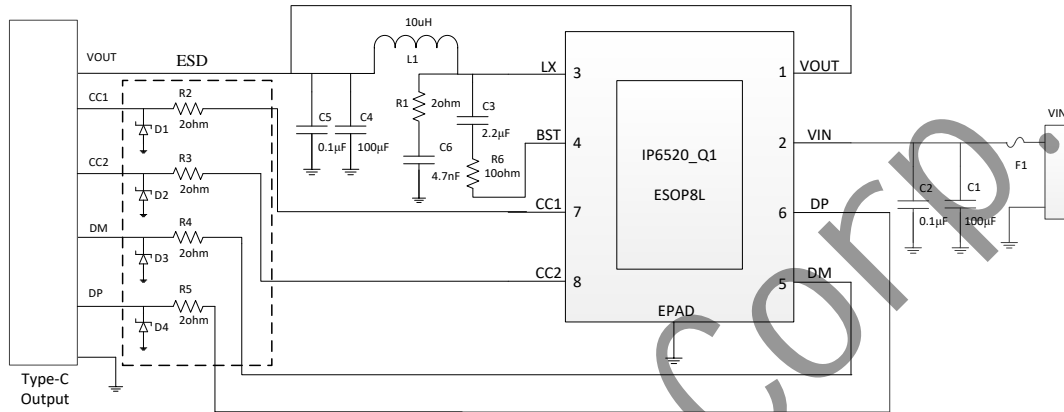 10uH
L1
VOUT
ESD
LX
3
1
VOUT
CC1
R2
2ohm
D1
R1
2ohm
C3
2.2μF
C5
0.1μF
C4
100μF
BST
4
2
VIN
VIN
F1
CC2
R3
2ohm
D2
C6
4.7nF
R6
10ohm
IP6520_Q1
ESOP8L
C2
0.1μF
C1
100μF
CC1
7
6
DP
DM
R4
2ohm
D3
CC2
8
5
DM
DP
R5
2ohm
D4
EPAD
Type-C
Output
corp.